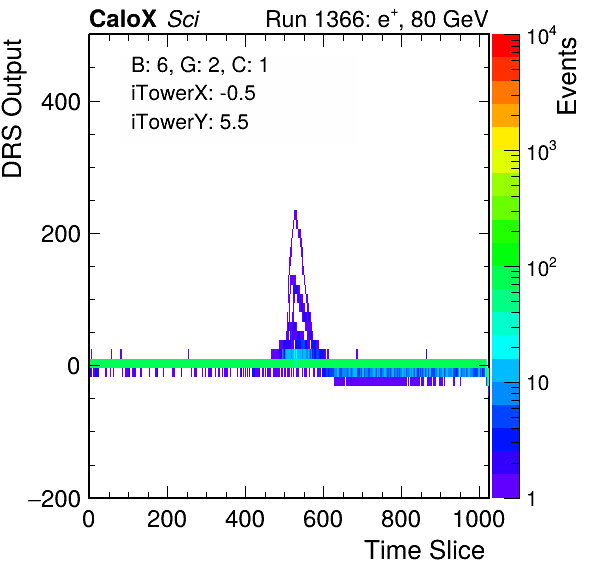 CaloX Sci Run 1366: e⁺, 80 GeV
B: 6, G: 2, C: 1
iTowerX: -0.5
iTowerY: 5.5
DRS Output
400
200
0
−200
0 200 400 600 800 1000
Time Slice
Events
10⁴
10³
10²
10
1